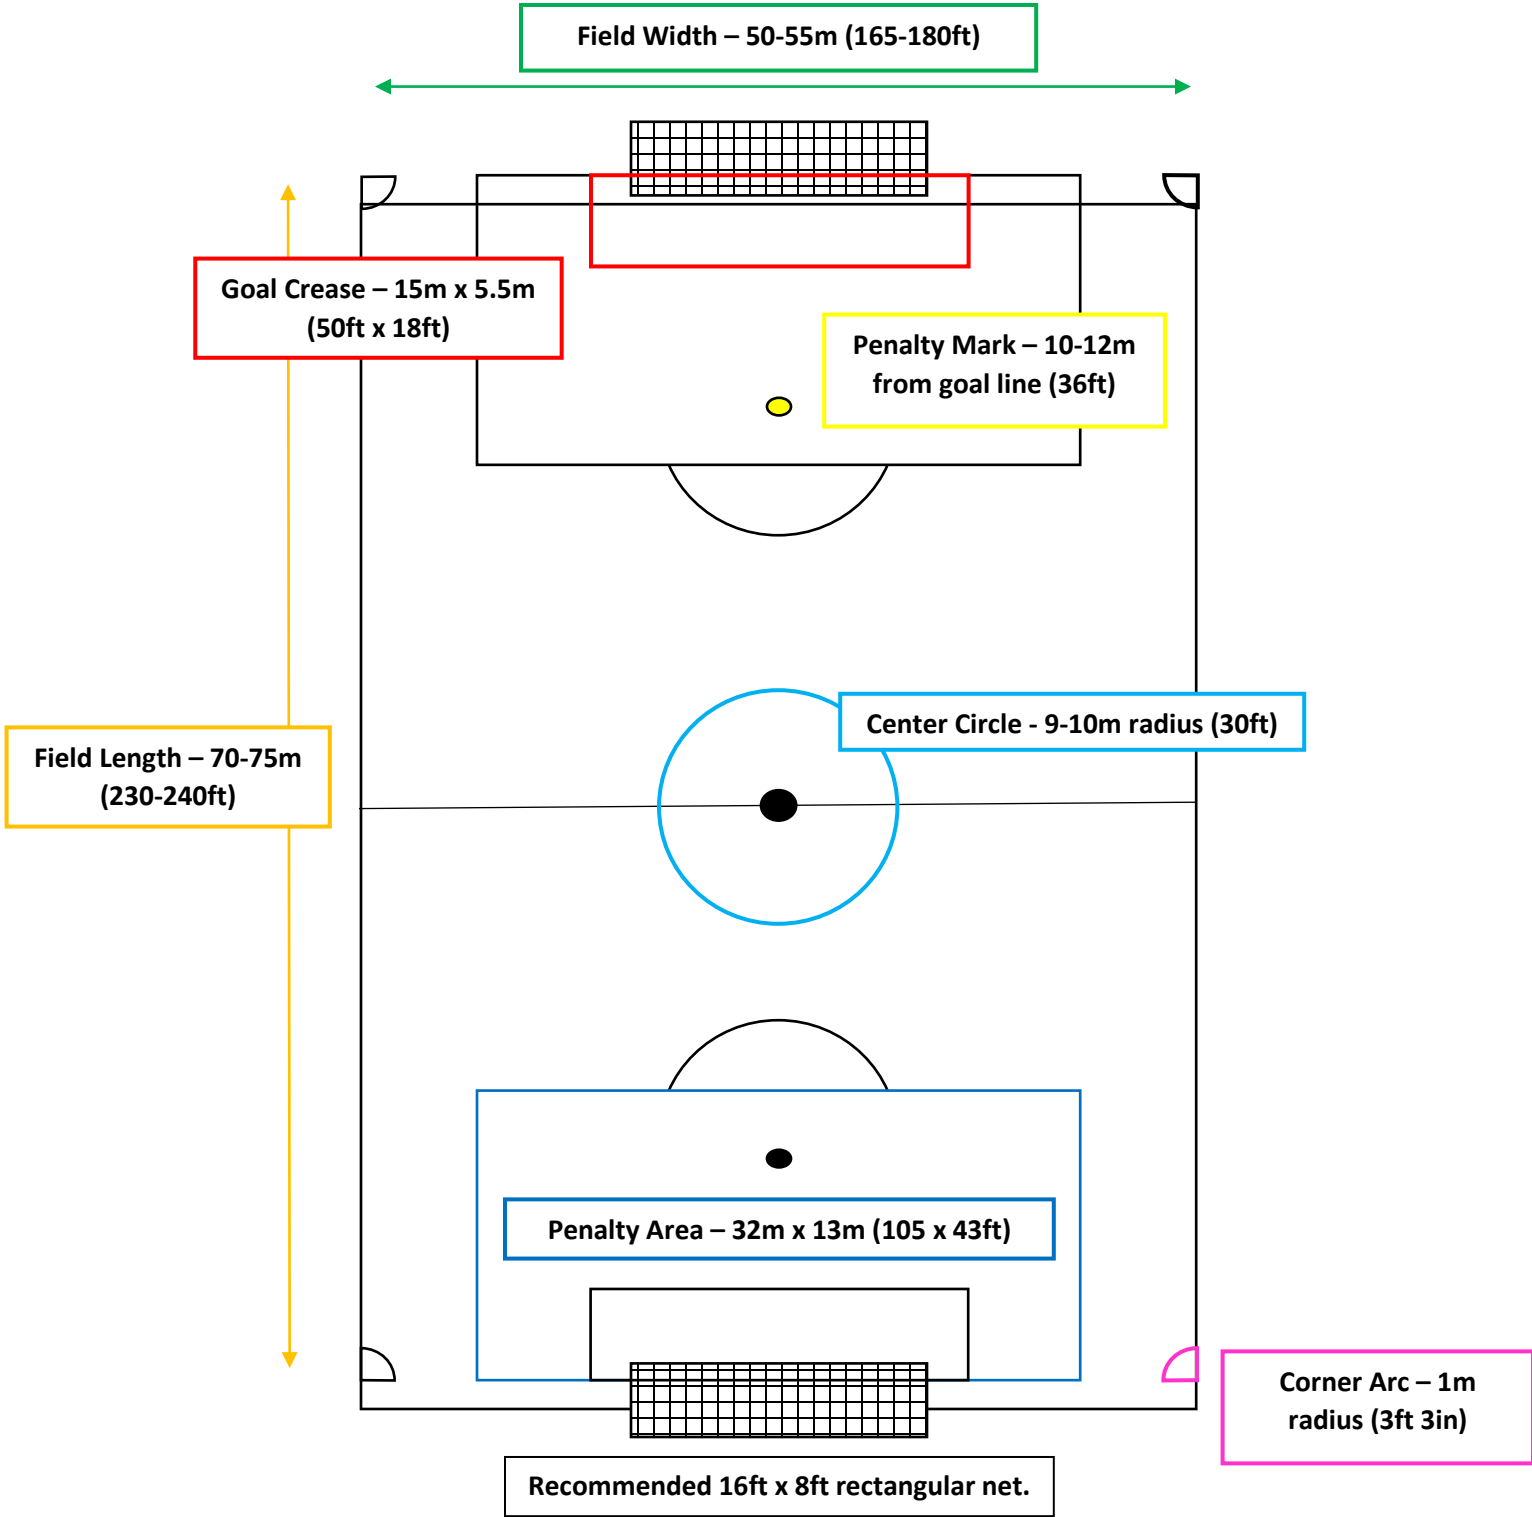 Field Width – 50-55m (165-180ft)
Goal Crease – 15m x 5.5m
(50ft x 18ft)
Penalty Mark – 10-12m
from goal line (36ft)
Center Circle - 9-10m radius (30ft)
Field Length – 70-75m
(230-240ft)
Penalty Area – 32m x 13m (105 x 43ft)
Corner Arc – 1m
radius (3ft 3in)
Recommended 16ft x 8ft rectangular net.